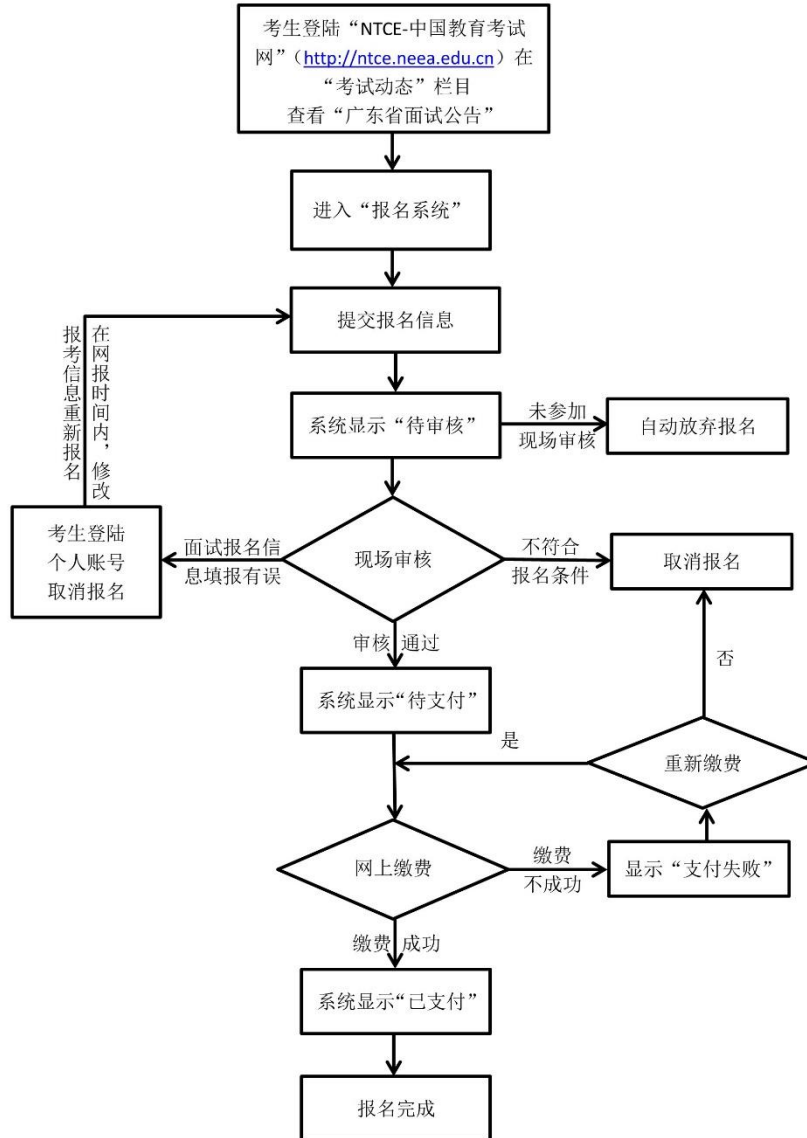 考生登陆“NTCE-中国教育考试
网”（http://ntce.neea.edu.cn）在
“考试动态”栏目
查看“广东省面试公告”
进入“报名系统”
提交报名信息
在网报时间内，修改
报考信息重新报名
系统显示“待审核”
未参加
现场审核
自动放弃报名
考生登陆
个人账号
取消报名
面试报名信
息填报有误
现场审核
不符合
报名条件
取消报名
审核 通过
否
系统显示“待支付”
是
重新缴费
网上缴费
缴费
不成功
显示“支付失败”
缴费 成功
系统显示“已支付”
报名完成